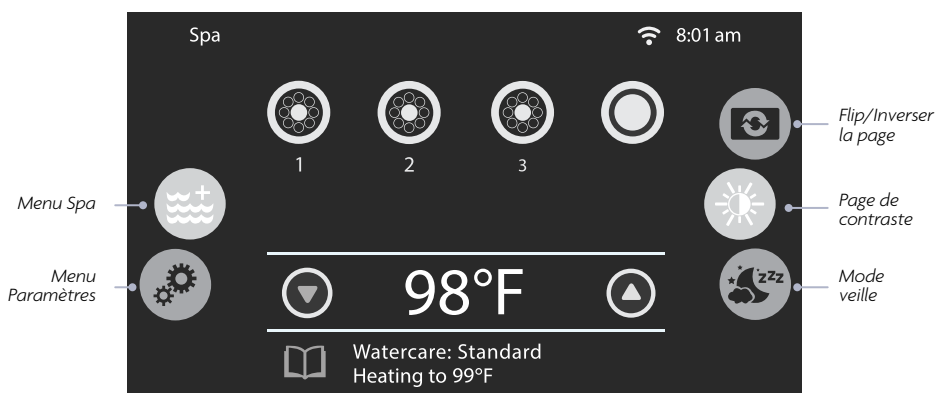 Spa
8:01 am
1
2
3
Flip/Inverser
la page
Menu Spa
Page de
contraste
Menu
Paramètres
98°F
zzz
Mode
veille
Watercare: Standard
Heating to 99°F